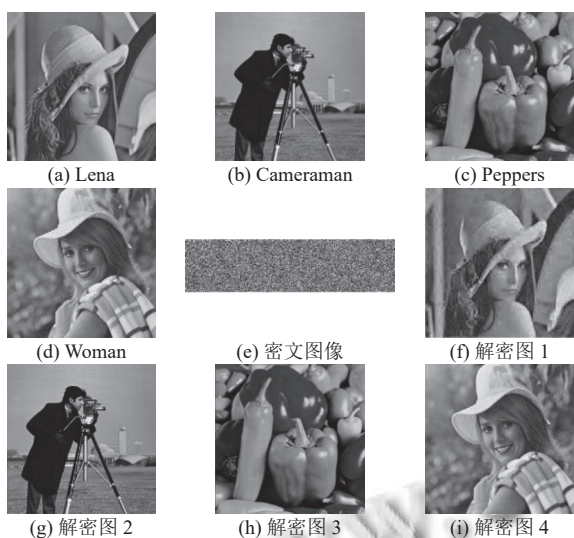 (a) Lena
(b) Cameraman
(c) Peppers
(d) Woman
(e) 密文图像
(f) 解密图 1
(g) 解密图 2
(h) 解密图 3
(i) 解密图 4